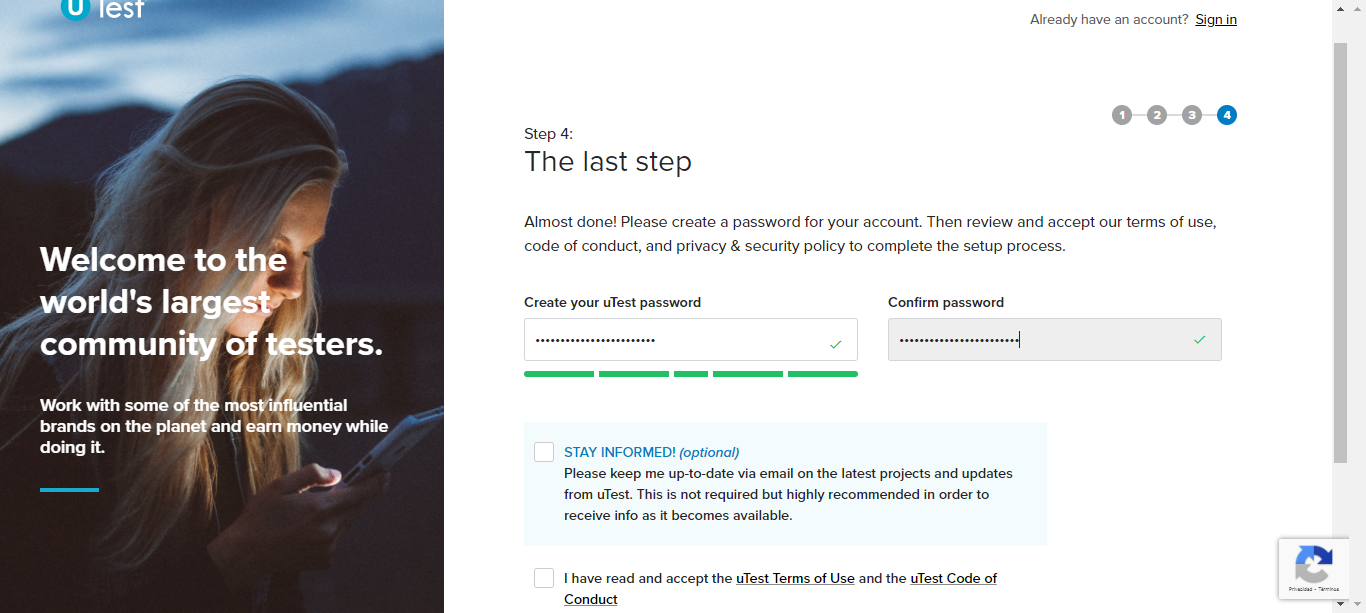 uTest
Already have an account? Sign in
1 2 3 4
Step 4:
The last step
Almost done! Please create a password for your account. Then review and accept our terms of use,
code of conduct, and privacy & security policy to complete the setup process.
Welcome to the
world's largest
community of testers.
Work with some of the most influential
brands on the planet and earn money while
doing it.
Create your uTest password
Confirm password
••••••••••••••••••••••••
••••••••••••••••••••••••
STAY INFORMED! (optional)
Please keep me up-to-date via email on the latest projects and updates
from uTest. This is not required but highly recommended in order to
receive info as it becomes available.
I have read and accept the uTest Terms of Use and the uTest Code of
Conduct
Privacidad - Términos